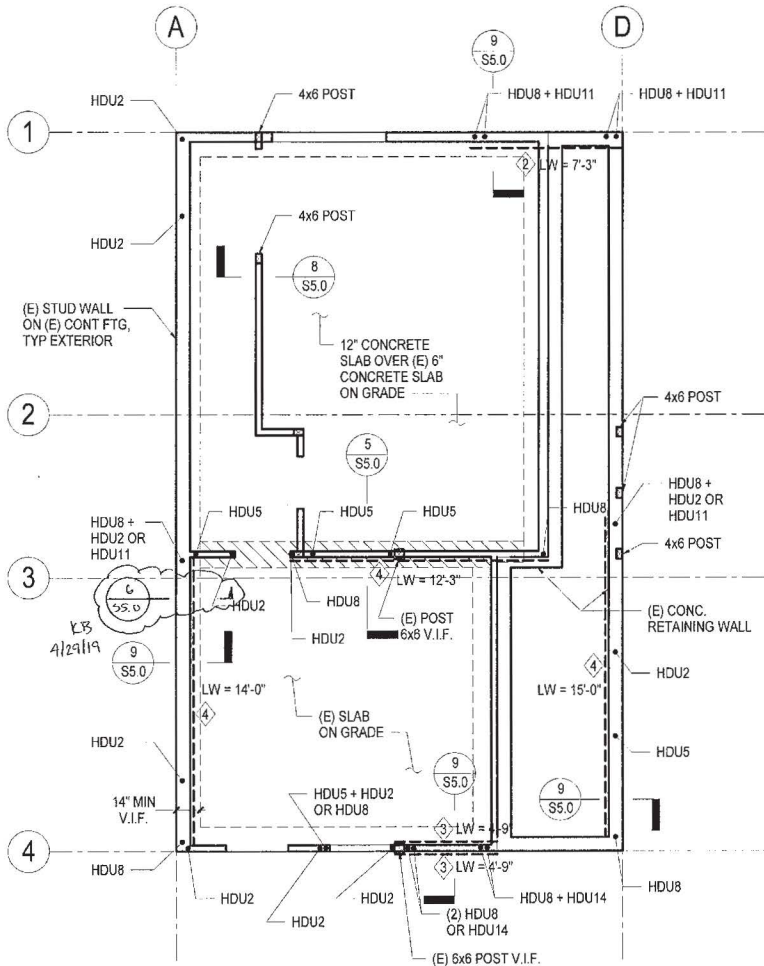 A
D
9
S5.0
HDU2
4x6 POST
HDU8 + HDU11
HDU8 + HDU11
1
2
LW = 7'-3"
HDU2
4x6 POST
8
S5.0
(E) STUD WALL
ON (E) CONT FTG,
TYP EXTERIOR
12" CONCRETE
SLAB OVER (E) 6"
CONCRETE SLAB
ON GRADE
2
4x6 POST
5
S5.0
HDU8 +
HDU2 OR
HDU11
HDU5
HDU5
HDU5
HDU8
HDU8 +
HDU2 OR
HDU11
4x6 POST
3
4
LW = 12'-3"
6
S5.0
1
HDU2
HDU8
(E) POST
6x6 V.I.F.
(E) CONC.
RETAINING WALL
KB
4/29/19
HDU2
9
S5.0
4
HDU2
LW = 14'-0"
LW = 15'-0"
4
(E) SLAB
ON GRADE
HDU5
HDU2
9
S5.0
HDU5 + HDU2
OR HDU8
9
S5.0
14" MIN
V.I.F.
3
LW = 4'-9"
4
3
LW = 4'-9"
HDU8
HDU2
HDU2
HDU2
HDU8 + HDU14
HDU8
(2) HDU8
OR HDU14
(E) 6x6 POST V.I.F.